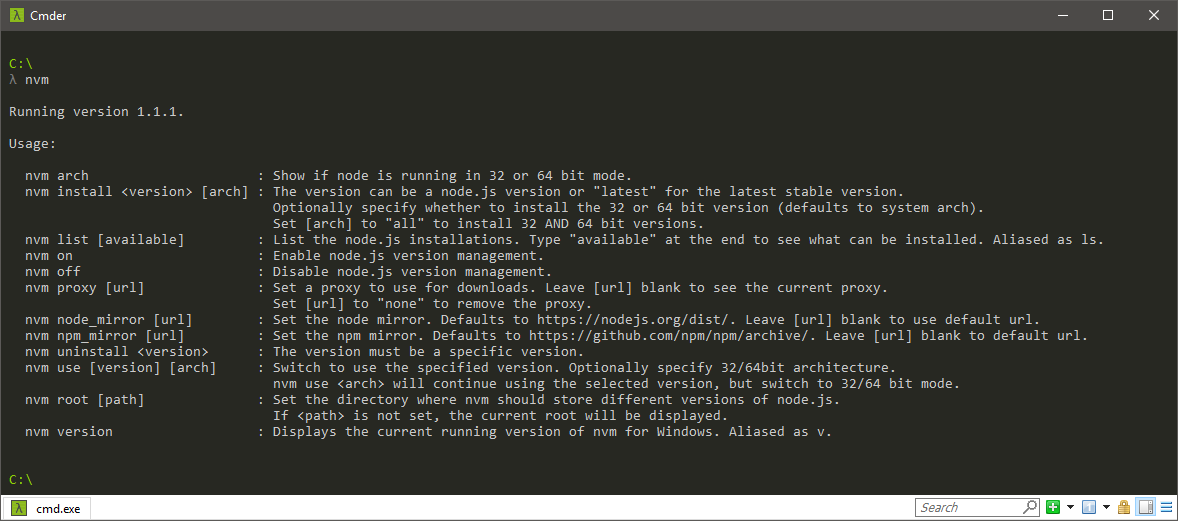 λ Cmder
C:\
λ nvm
Running version 1.1.1.
Usage:
nvm arch : Show if node is running in 32 or 64 bit mode.
nvm install <version> [arch] : The version can be a node.js version or "latest" for the latest stable version.
Optionally specify whether to install the 32 or 64 bit version (defaults to system arch).
Set [arch] to "all" to install 32 AND 64 bit versions.
nvm list [available] : List the node.js installations. Type "available" at the end to see what can be installed. Aliased as ls.
nvm on : Enable node.js version management.
nvm off : Disable node.js version management.
nvm proxy [url] : Set a proxy to use for downloads. Leave [url] blank to see the current proxy.
Set [url] to "none" to remove the proxy.
nvm node_mirror [url] : Set the node mirror. Defaults to https://nodejs.org/dist/. Leave [url] blank to use default url.
nvm npm_mirror [url] : Set the npm mirror. Defaults to https://github.com/npm/npm/archive/. Leave [url] blank to default url.
nvm uninstall <version> : The version must be a specific version.
nvm use [version] [arch] : Switch to use the specified version. Optionally specify 32/64bit architecture.
nvm use <arch> will continue using the selected version, but switch to 32/64 bit mode.
nvm root [path] : Set the directory where nvm should store different versions of node.js.
If <path> is not set, the current root will be displayed.
nvm version : Displays the current running version of nvm for Windows. Aliased as v.
C:\
λ cmd.exe Search 1